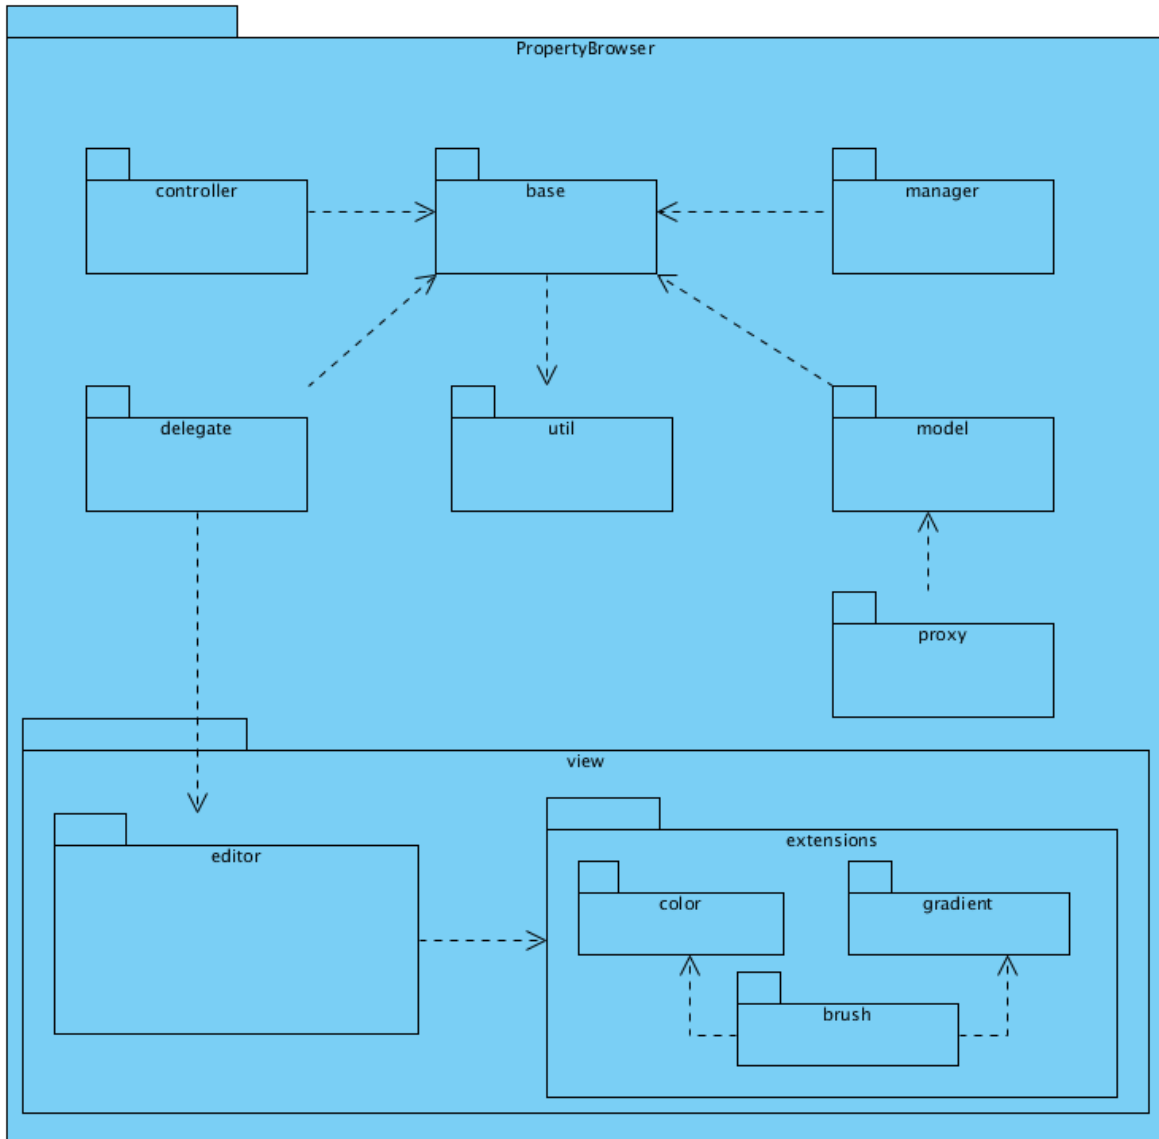 PropertyBrowser
controller
base
manager
delegate
util
model
proxy
view
editor
extensions
color
gradient
brush